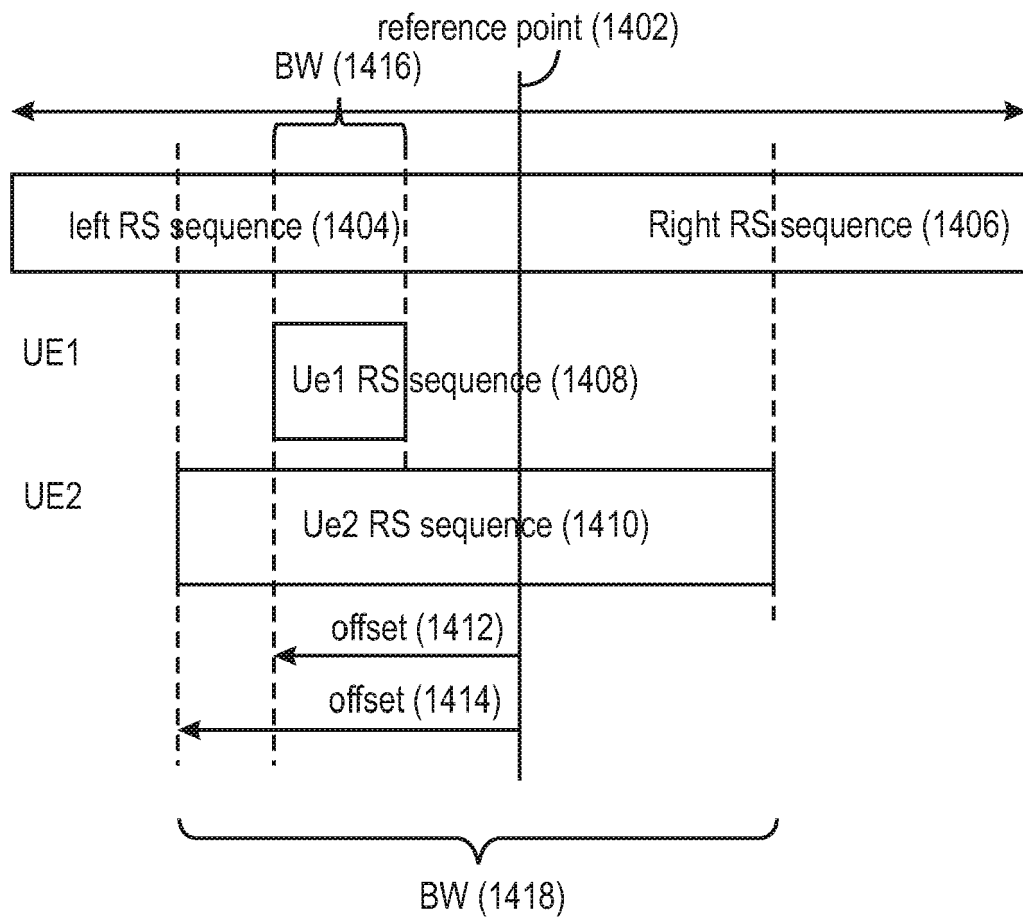 reference point (1402)
BW (1416)
left RS sequence (1404)
Right RS sequence (1406)
UE1
Ue1 RS sequence (1408)
UE2
Ue2 RS sequence (1410)
offset (1412)
offset (1414)
BW (1418)